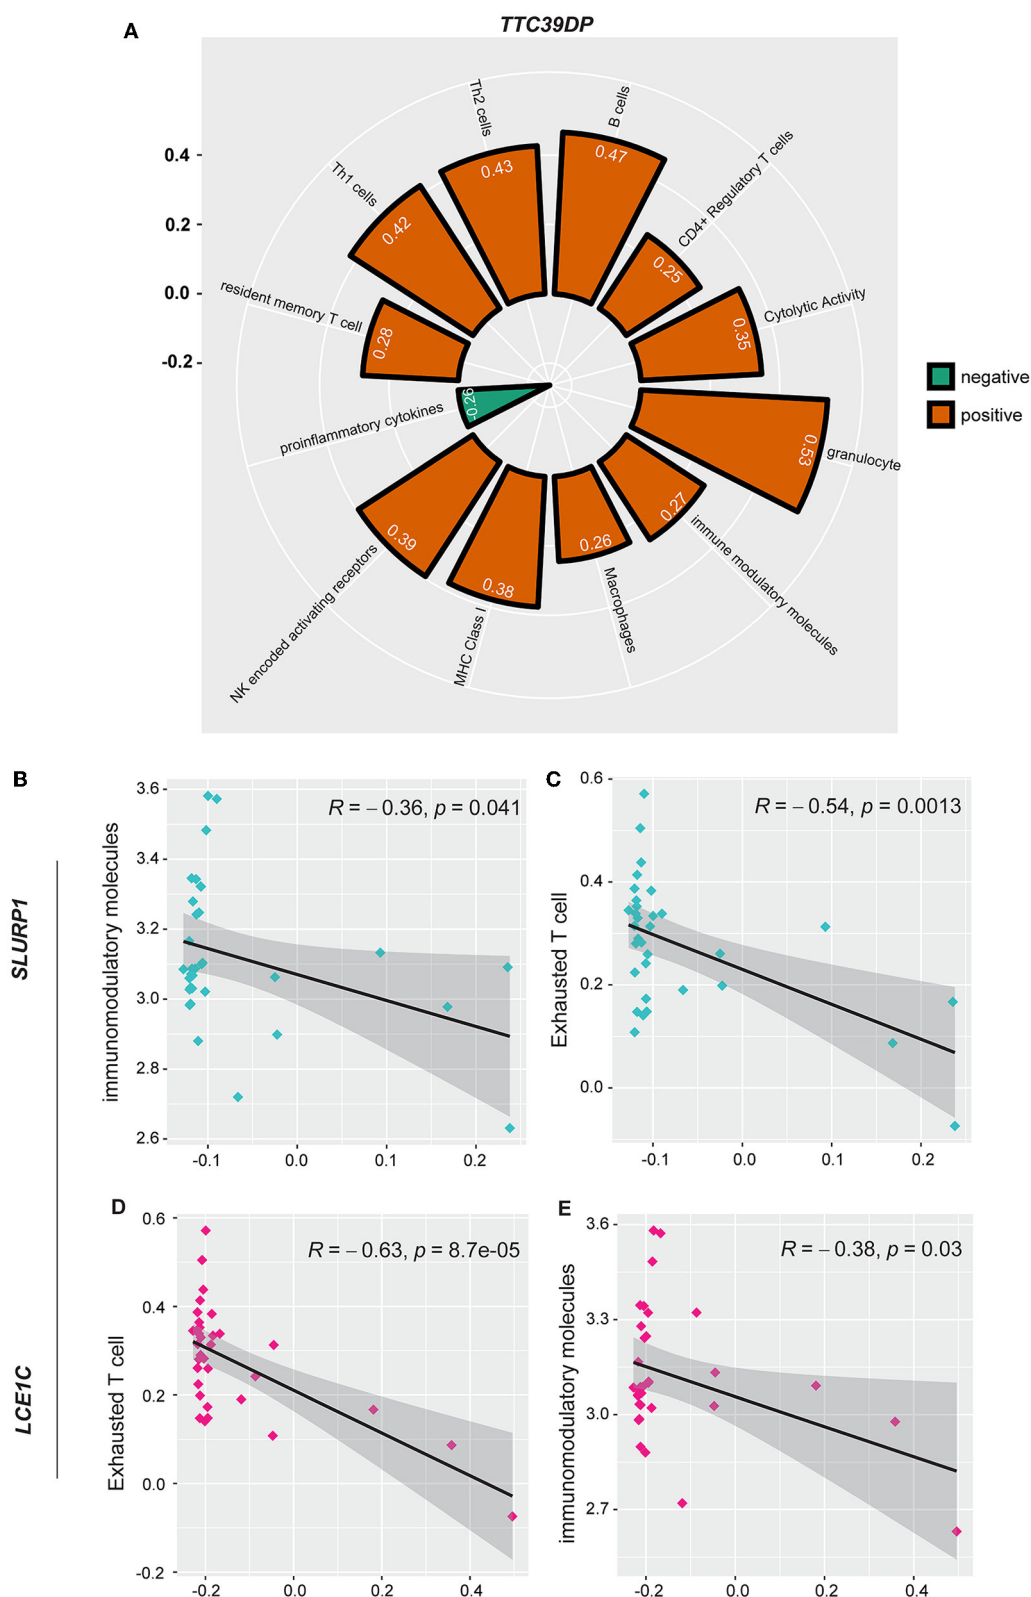 A
TTC39DP
Th2 cells
B cells
0.43
0.47
Th1 cells
0.42
CD4+ Regulatory T cells
0.25
0.4
0.2
0.0
-0.2
resident memory T cell
0.28
Cytolytic Activity
0.35
proinflammatory cytokines
-0.26
granulocyte
0.53
negative
positive
NK encoded activating receptors
0.39
MHC Class I
0.38
Macrophages
0.26
immune modulatory molecules
0.27
SLURP1
LCE1C
B
R = – 0.36, p = 0.041
immunomodulatory molecules
3.6
3.4
3.2
3.0
2.8
2.6
-0.1 0.0 0.1 0.2
C
R = – 0.54, p = 0.0013
Exhausted T cell
0.6
0.4
0.2
0.0
-0.1 0.0 0.1 0.2
D
R = – 0.63, p = 8.7e-05
Exhausted T cell
0.6
0.4
0.2
0.0
-0.2
-0.2 0.0 0.2 0.4
E
R = – 0.38, p = 0.03
immunomodulatory molecules
3.6
3.3
3.0
2.7
-0.2 0.0 0.2 0.4